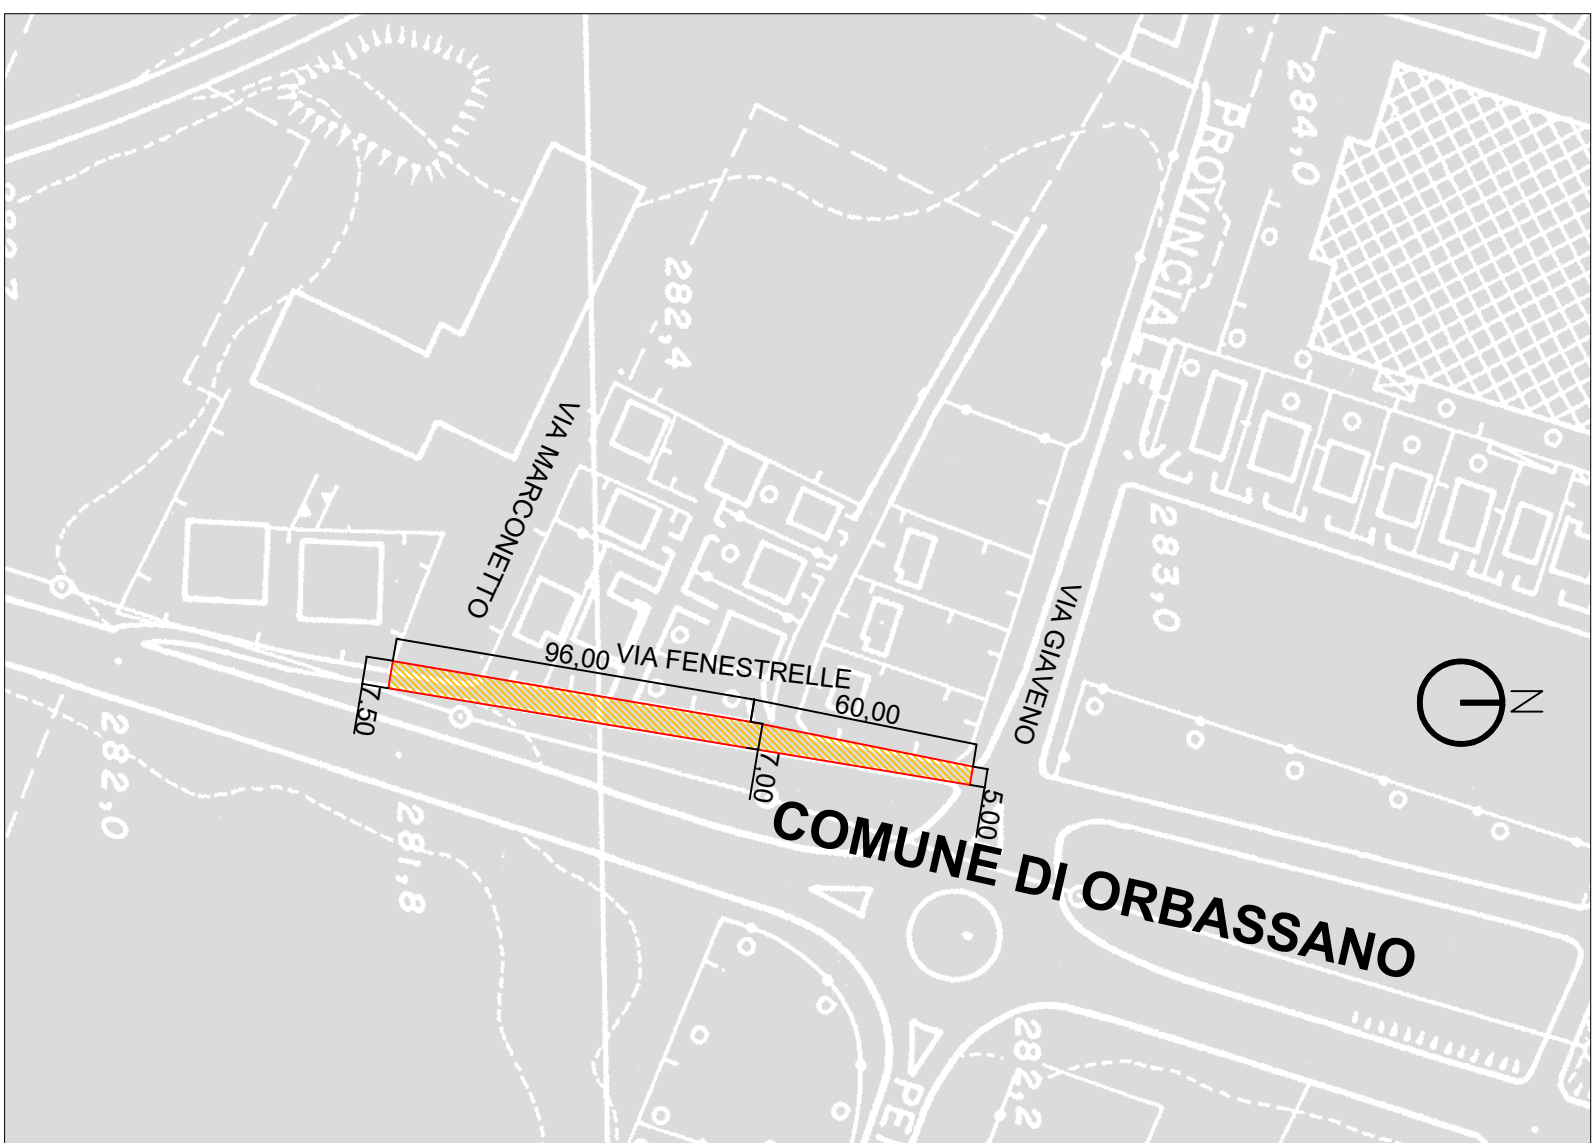 PROVINCIALE
284,0
282,4
VIA MARCONETTO
283,0
VIA GIAVENO
96,00
VIA FENESTRELLE
60,00
7.50
7,00
5.00
N
282,0
281,8
COMUNE DI ORBASSANO
282,2